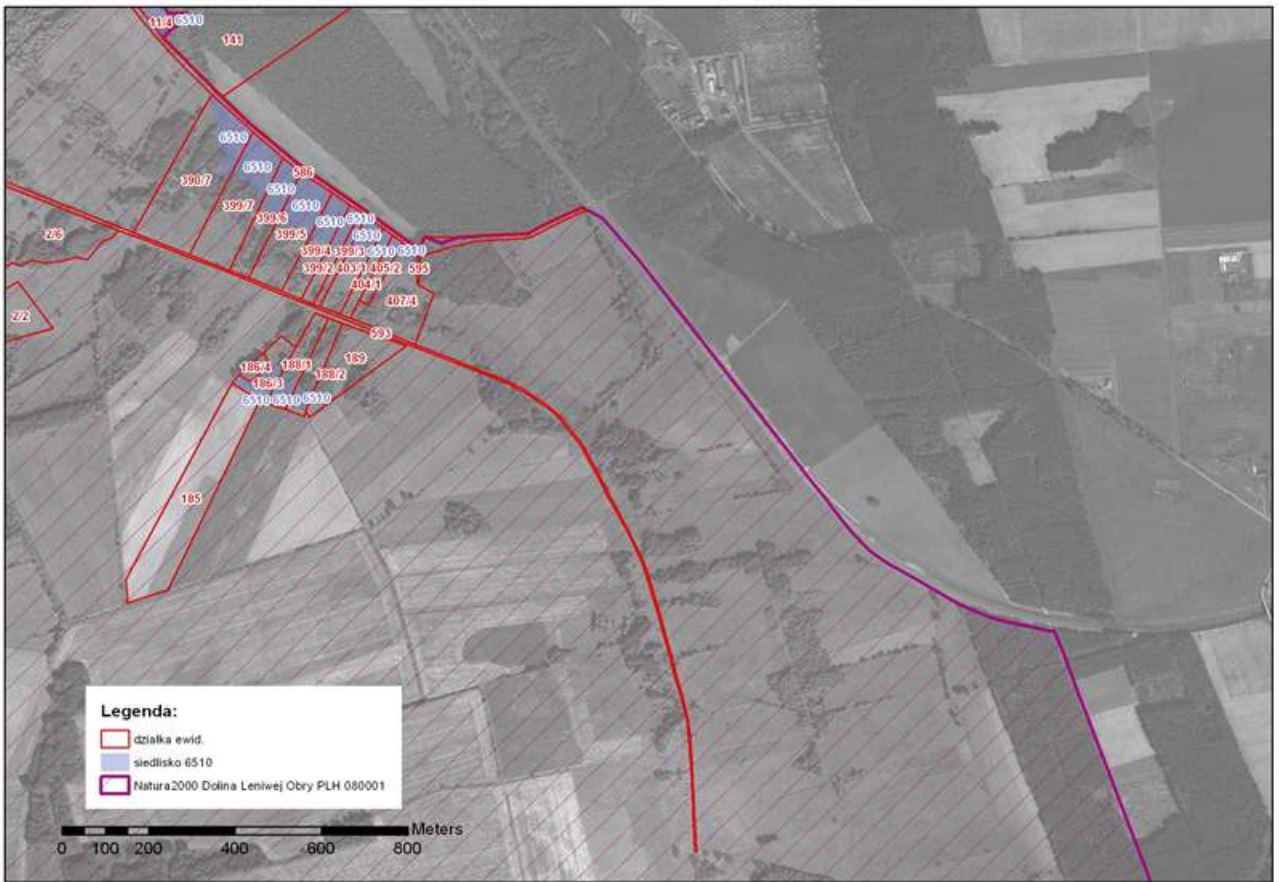 11/4 6510
141
6510
6510 586
390/7 6510
399/7 6510
399/6 6510 6510
399/5 6510
2/6 399/4 399/3 6510 6510
399/2 403/1 405/2 595
404/1
407/4
2/2
593
189
186/4 188/1
186/3 188/2
6510 6510 6510
185
Legenda:
działka ewid.
siedlisko 6510
Natura2000 Dolina Leniwej Obry PLH 080001
Meters
0 100 200 400 600 800